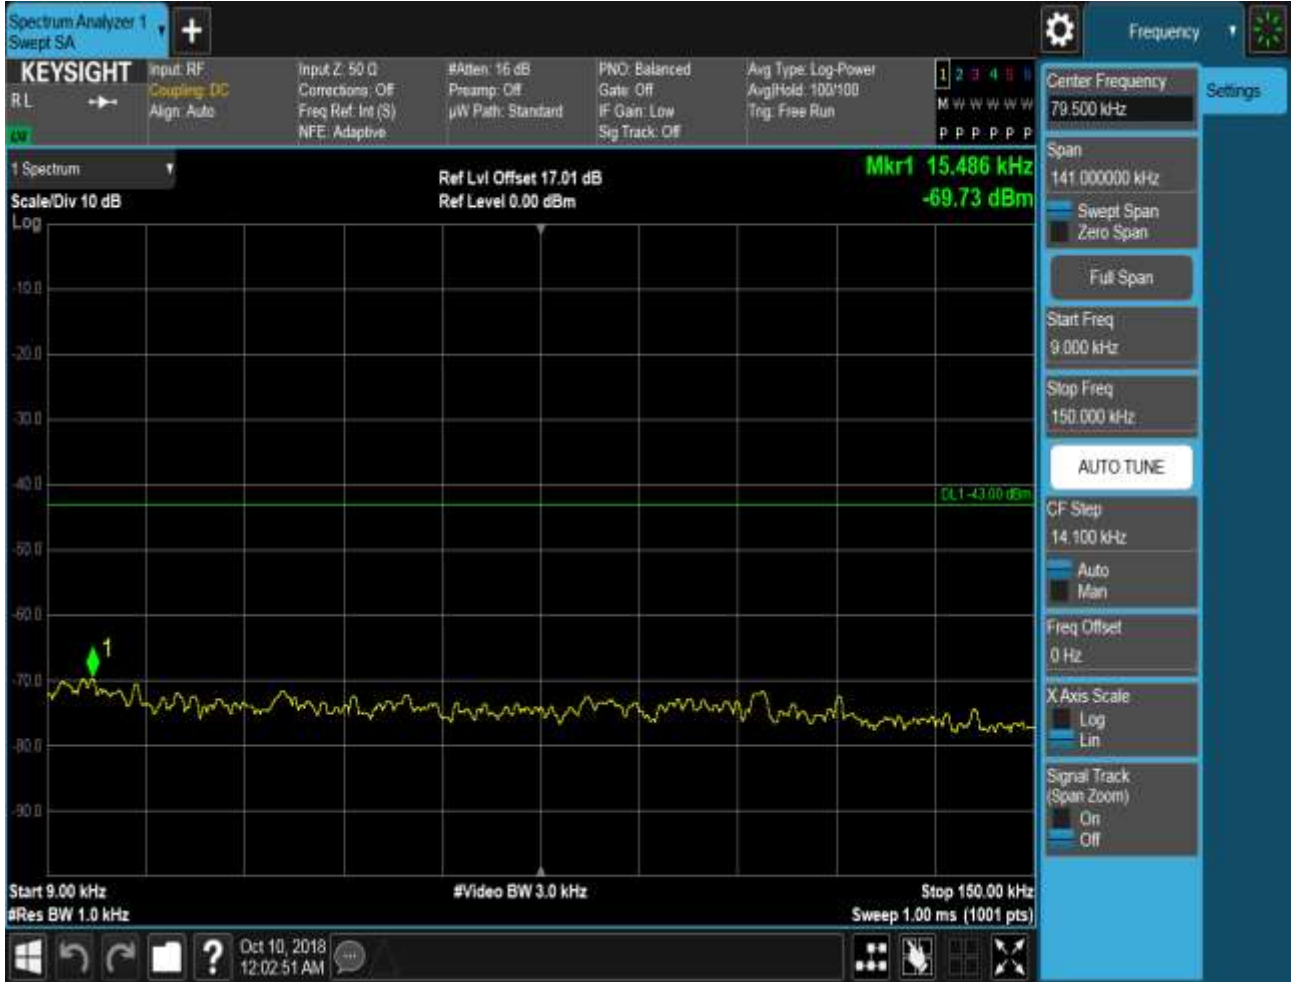 Spectrum Analyzer 1
Swept SA
+
Frequency
KEYSIGHT
Input: RF
Input Z: 50 Ω
#Atten: 16 dB
PNO: Balanced
Avg Type: Log-Power
1 2 3 4 5 6
RL
Coupling: DC
Corrections: Off
Preamp: Off
Gate: Off
Avg|Hold: 100/100
M W W W W W
Align: Auto
Freq Ref: Int (S)
µW Path: Standard
IF Gain: Low
Trig: Free Run
NFE: Adaptive
Sig Track: Off
P P P P P P
1 Spectrum
Ref Lvl Offset 17.01 dB
Mkr1 15.486 kHz
Scale/Div 10 dB
Ref Level 0.00 dBm
-69.73 dBm
Log
-10.0
-20.0
-30.0
-40.0
DL1 -43.00 dBm
-50.0
-60.0
1
-70.0
-80.0
-90.0
Start 9.00 kHz
#Video BW 3.0 kHz
Stop 150.00 kHz
#Res BW 1.0 kHz
Sweep 1.00 ms (1001 pts)
?
Oct 10, 2018
12:02:51 AM
Center Frequency
79.500 kHz
Settings
Span
141.000000 kHz
Swept Span
Zero Span
Full Span
Start Freq
9.000 kHz
Stop Freq
150.000 kHz
AUTO TUNE
CF Step
14.100 kHz
Auto
Man
Freq Offset
0 Hz
X Axis Scale
Log
Lin
Signal Track
(Span Zoom)
On
Off